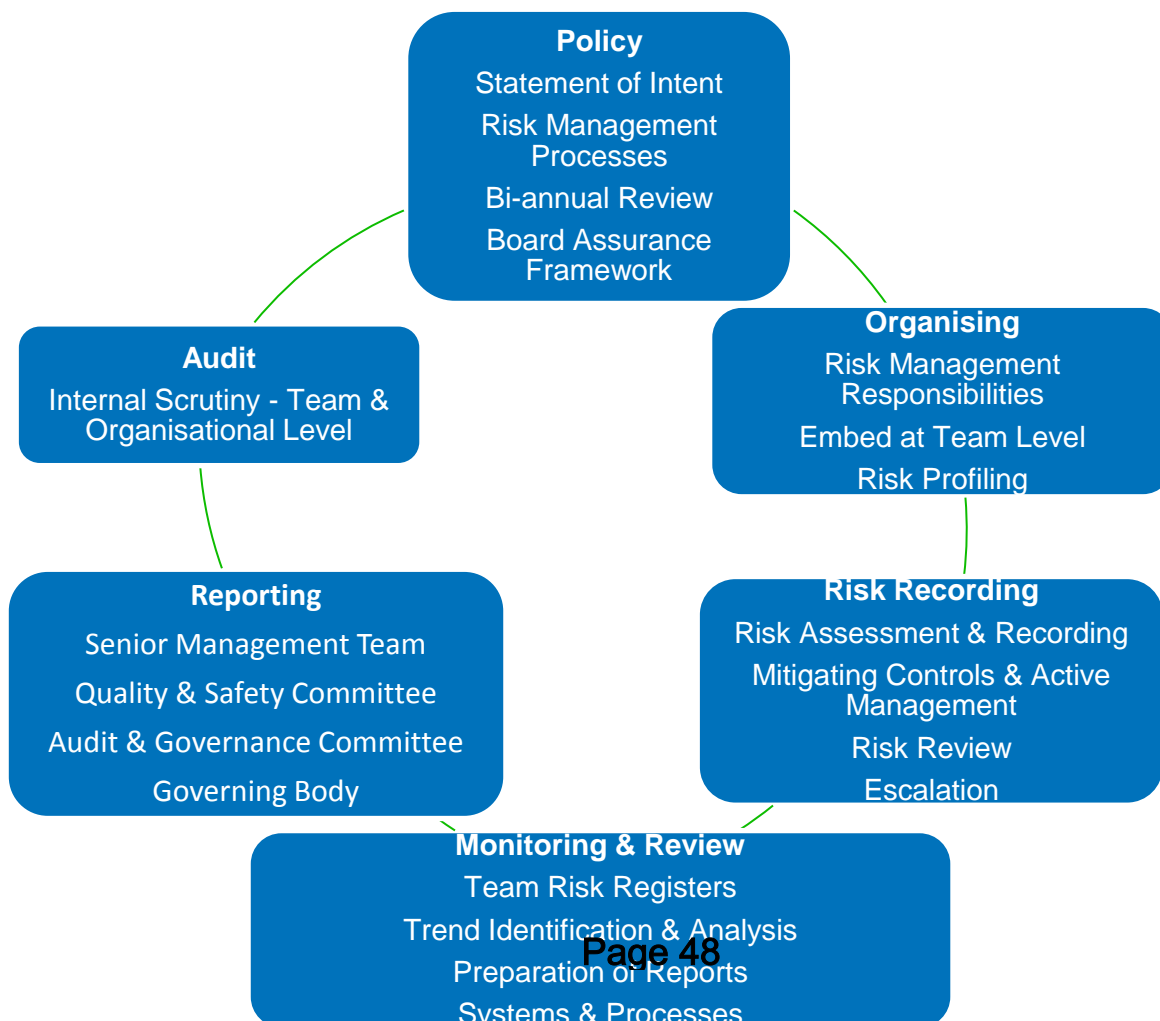 Policy
Statement of Intent
Risk Management
Processes
Bi-annual Review
Board Assurance
Framework
Organising
Risk Management
Responsibilities
Embed at Team Level
Risk Profiling
Risk Recording
Risk Assessment & Recording
Mitigating Controls & Active
Management
Risk Review
Escalation
Monitoring & Review
Team Risk Registers
Trend Identification & Analysis
Preparation of Reports
Systems & Processes
Page 48
Reporting
Senior Management Team
Quality & Safety Committee
Audit & Governance Committee
Governing Body
Audit
Internal Scrutiny - Team &
Organisational Level